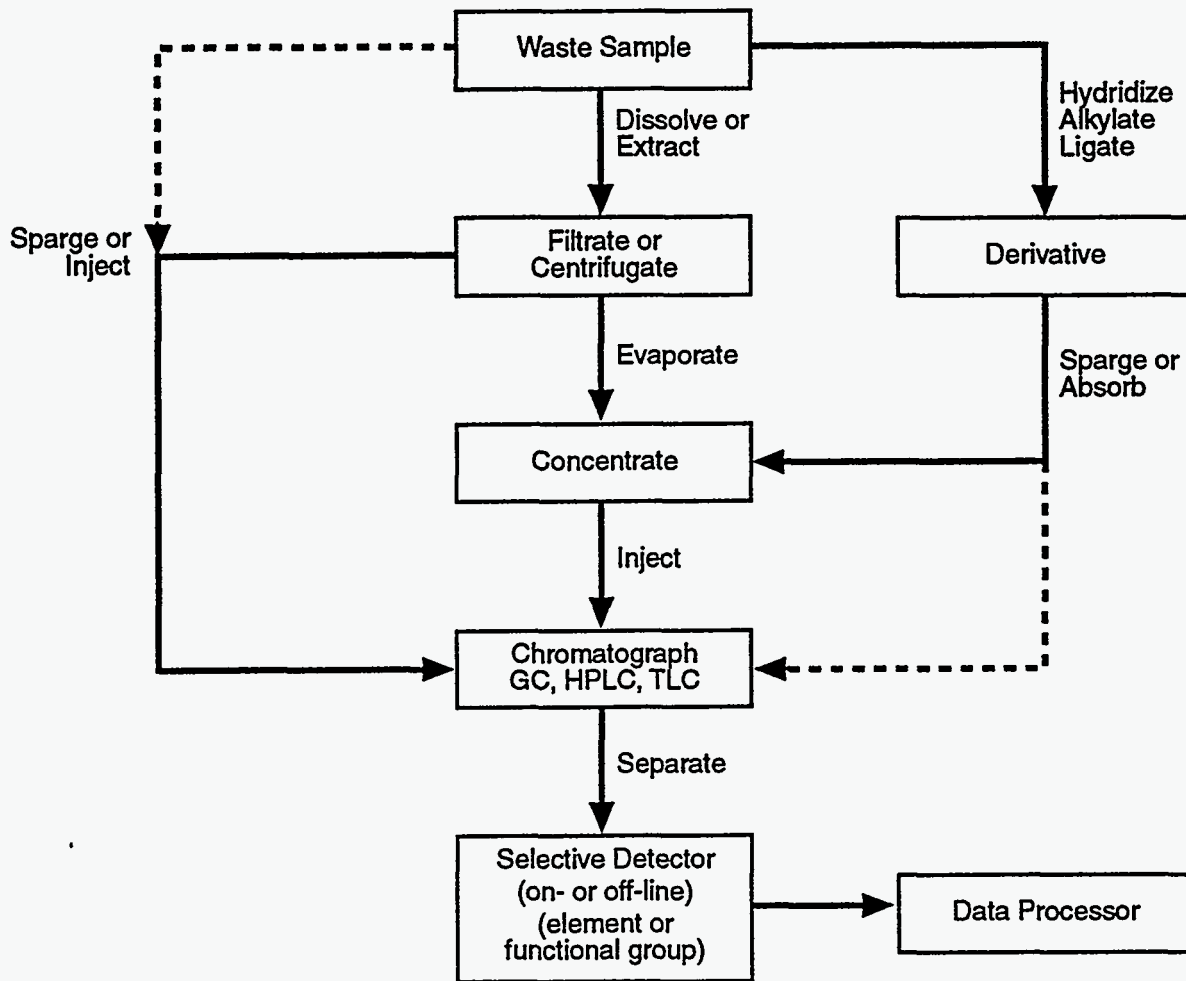 Waste Sample
Dissolve or
Extract
Hydridize
Alkylate
Ligate
Sparge or
Inject
Filtrate or
Centrifugate
Derivative
Evaporate
Sparge or
Absorb
Concentrate
Inject
Chromatograph
GC, HPLC, TLC
Separate
Selective Detector
(on- or off-line)
(element or
functional group)
Data Processor